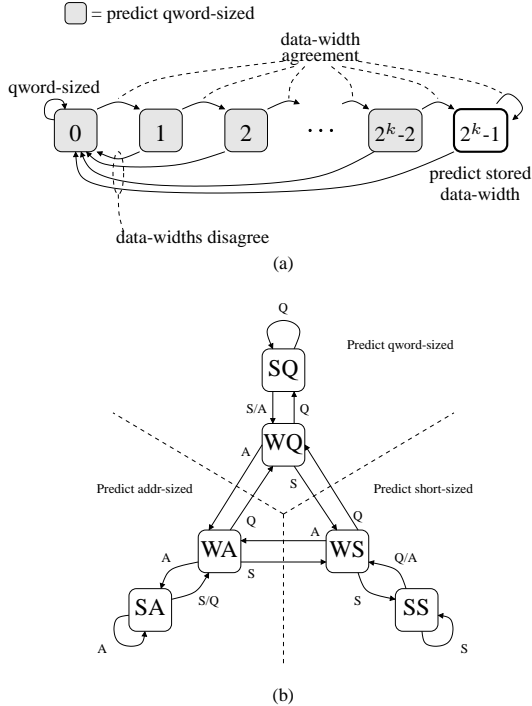 = predict qword-sized
data-width
agreement
qword-sized
0
1
2
...
2^k-2
2^k-1
predict stored
data-width
data-widths disagree
(a)
Q
Predict qword-sized
SQ
S/A
Q
WQ
A
S
Predict addr-sized
Predict short-sized
Q
Q
A
WA
WS
S
A
S/Q
Q/A
S
SA
SS
A
S
(b)